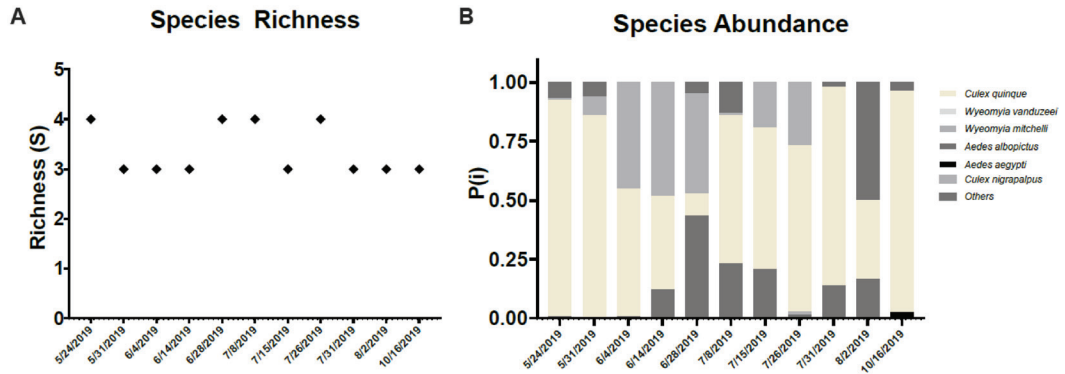 A
Species Richness
Richness (S)
5
4
3
2
1
0
5/24/2019
5/31/2019
6/4/2019
6/14/2019
6/28/2019
7/8/2019
7/15/2019
7/26/2019
7/31/2019
8/2/2019
10/16/2019
B
Species Abundance
P(i)
1.00
0.75
0.50
0.25
0.00
5/24/2019
5/31/2019
6/4/2019
6/14/2019
6/28/2019
7/8/2019
7/15/2019
7/26/2019
7/31/2019
8/2/2019
10/16/2019
Culex quinque
Wyeomyia vanduzeei
Wyeomyia mitchelli
Aedes albopictus
Aedes aegypti
Culex nigrapalpus
Others